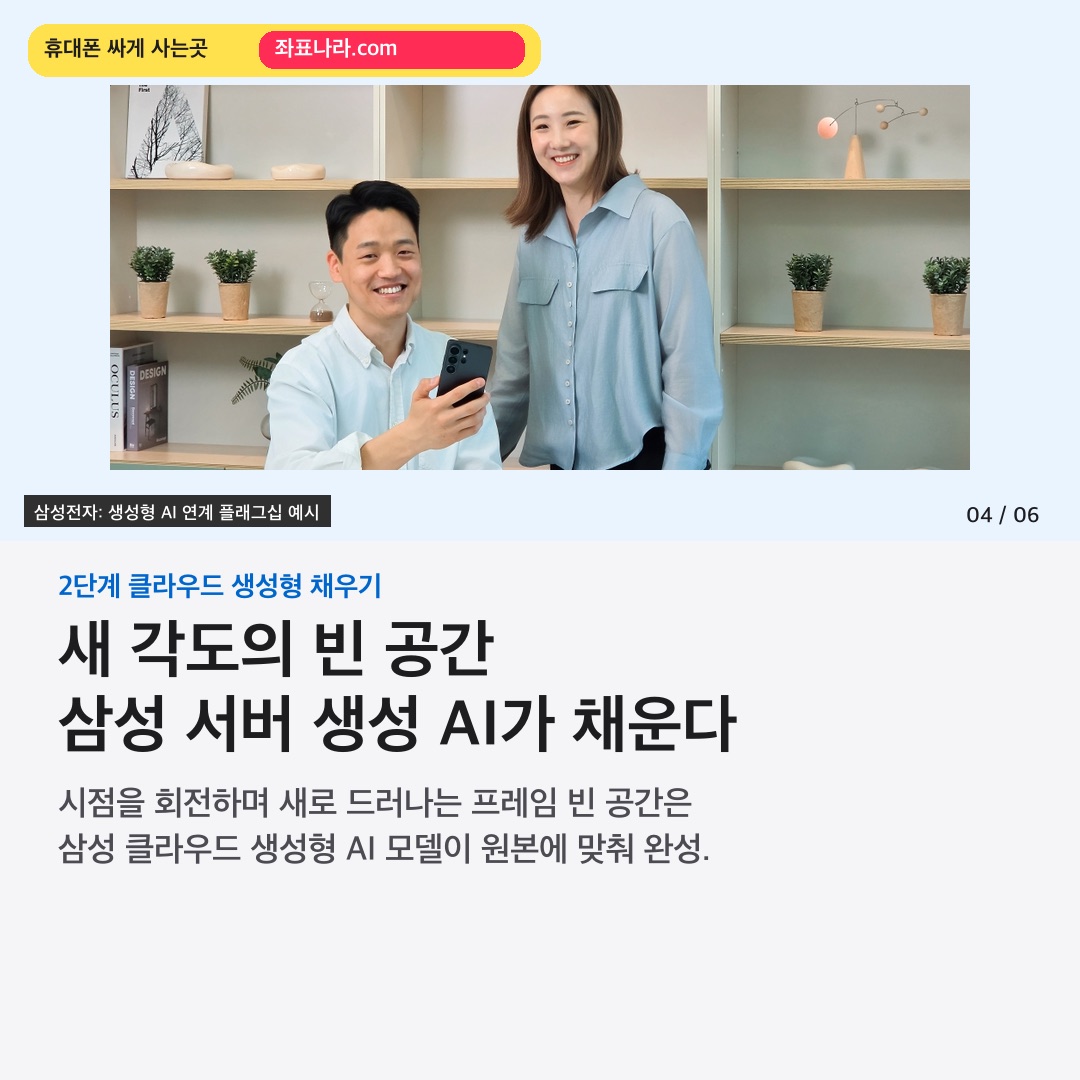 휴대폰 싸게 사는곳
좌표나라.com
First
OCULUS
DESIGN
DESIGN
삼성전자: 생성형 AI 연계 플래그십 예시
04 / 06
2단계 클라우드 생성형 채우기
새 각도의 빈 공간
삼성 서버 생성 AI가 채운다
시점을 회전하며 새로 드러나는 프레임 빈 공간은
삼성 클라우드 생성형 AI 모델이 원본에 맞춰 완성.